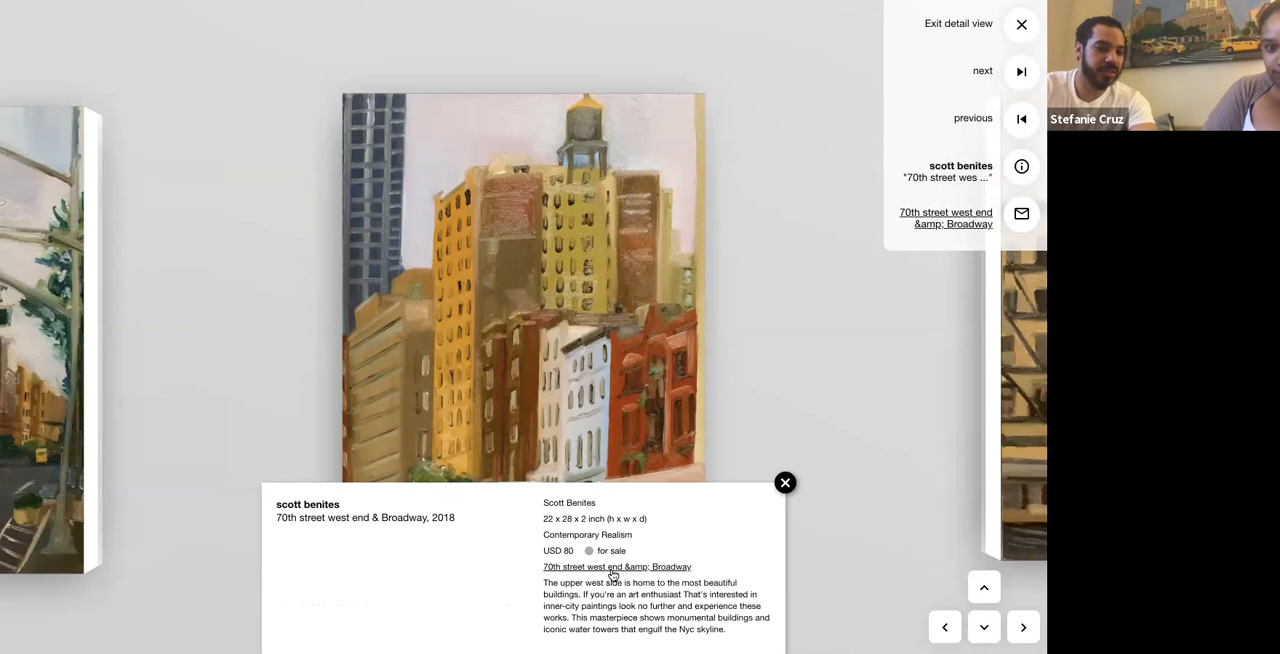 Exit detail view
next
previous
scott benites
"70th street wes ..."
70th street west end
&amp; Broadway
Stefanie Cruz
scott benites
70th street west end & Broadway, 2018
Scott Benites
22 x 28 x 2 inch (h x w x d)
Contemporary Realism
USD 80 for sale
70th street west end &amp; Broadway
The upper west side is home to the most beautiful
buildings. If you're an art enthusiast That's interested in
inner-city paintings look no further and experience these
works. This masterpiece shows monumental buildings and
iconic water towers that engulf the Nyc skyline.